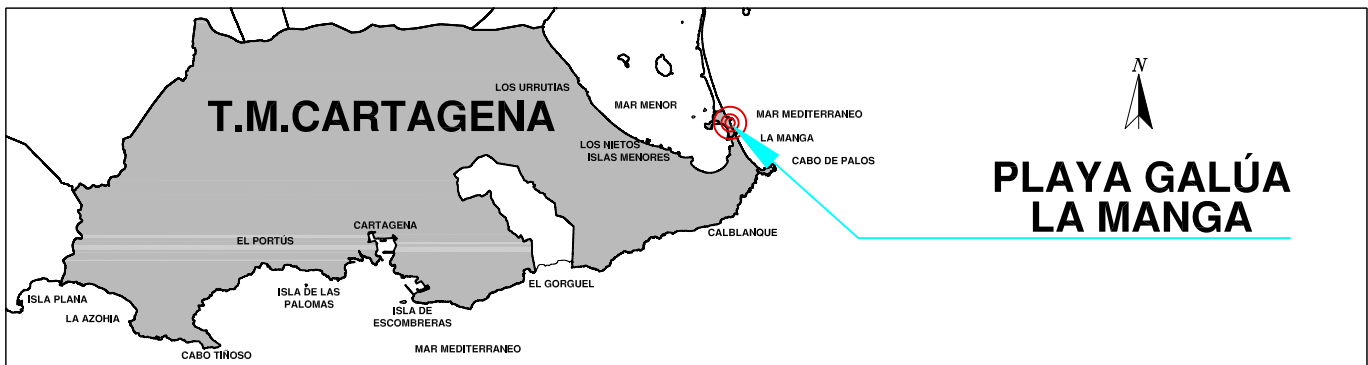 N
LOS URRUTIAS
MAR MENOR
T.M.CARTAGENA
MAR MEDITERRANEO
LA MANGA
LOS NIETOS
ISLAS MENORES
CABO DE PALOS
PLAYA GALÚA
LA MANGA
CARTAGENA
CALBLANQUE
EL PORTÚS
EL GORGUEL
ISLA DE LAS
PALOMAS
ISLA PLANA
LA AZOHIA
ISLA DE
ESCOMBRERAS
CABO TIÑOSO
MAR MEDITERRANEO